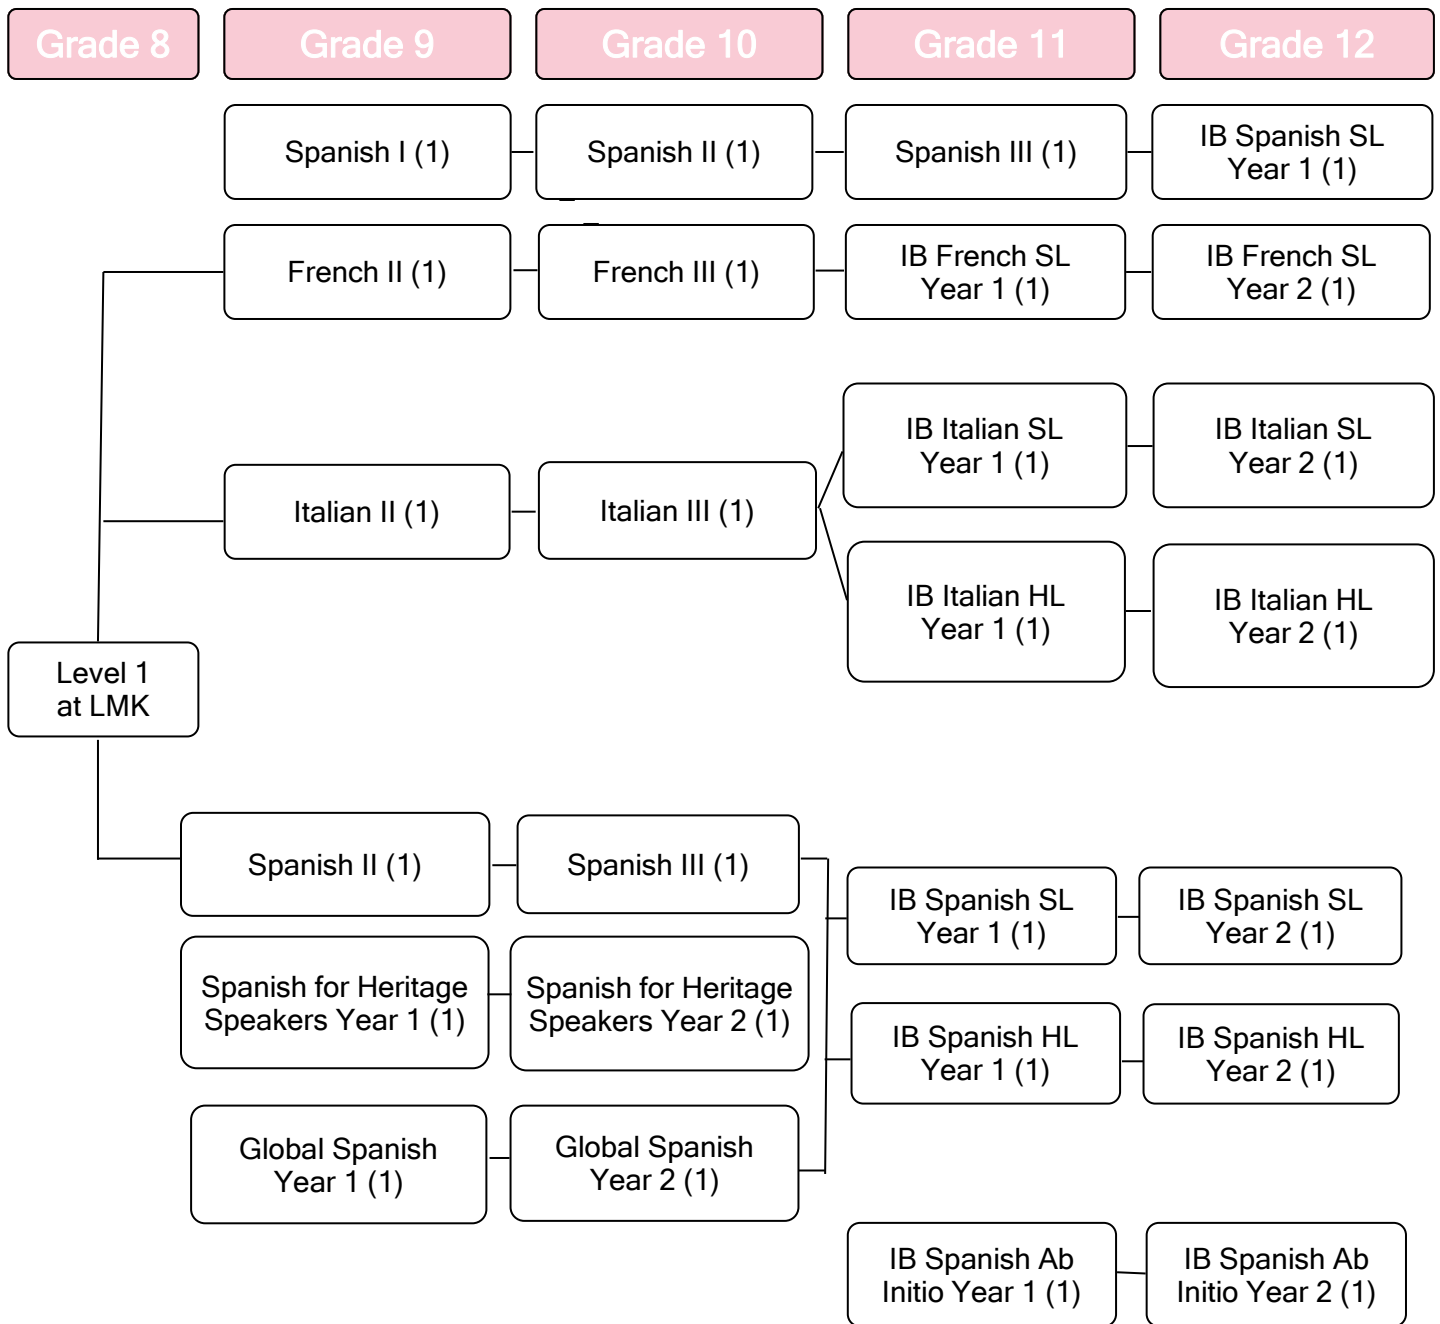 Grade 8
Grade 9
Grade 10
Grade 11
Grade 12
Spanish I (1)
Spanish II (1)
Spanish III (1)
IB Spanish SL
Year 1 (1)
French II (1)
French III (1)
IB French SL
Year 1 (1)
IB French SL
Year 2 (1)
Italian II (1)
Italian III (1)
IB Italian SL
Year 1 (1)
IB Italian SL
Year 2 (1)
IB Italian HL
Year 1 (1)
IB Italian HL
Year 2 (1)
Level 1
at LMK
Spanish II (1)
Spanish III (1)
IB Spanish SL
Year 1 (1)
IB Spanish SL
Year 2 (1)
Spanish for Heritage
Speakers Year 1 (1)
Spanish for Heritage
Speakers Year 2 (1)
IB Spanish HL
Year 1 (1)
IB Spanish HL
Year 2 (1)
Global Spanish
Year 1 (1)
Global Spanish
Year 2 (1)
IB Spanish Ab
Initio Year 1 (1)
IB Spanish Ab
Initio Year 2 (1)